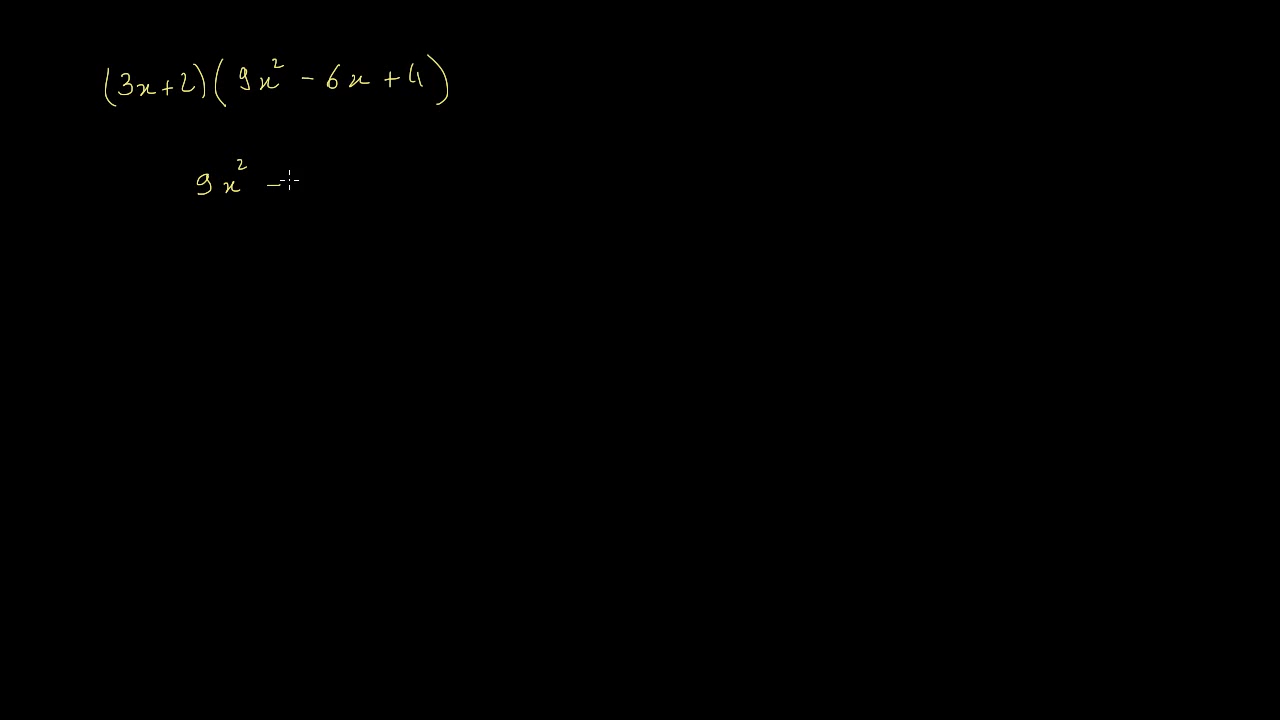 (3x+2)(9x² - 6x + 4)
9x² -